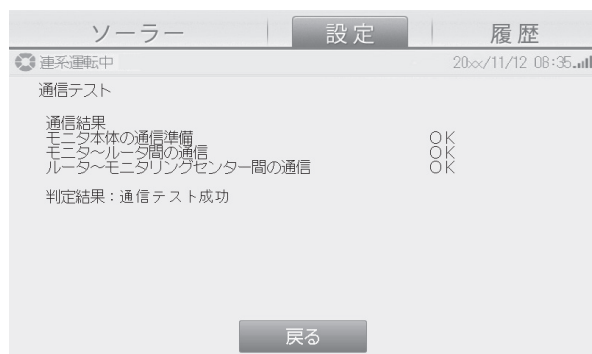 ソーラー 設定 履歴
連系運転中 20xx/11/12 08:35
通信テスト
通信結果
モニタ本体の通信準備 OK
モニタ～ルータ間の通信 OK
ルータ～モニタリングセンター間の通信 OK
判定結果：通信テスト成功
戻る